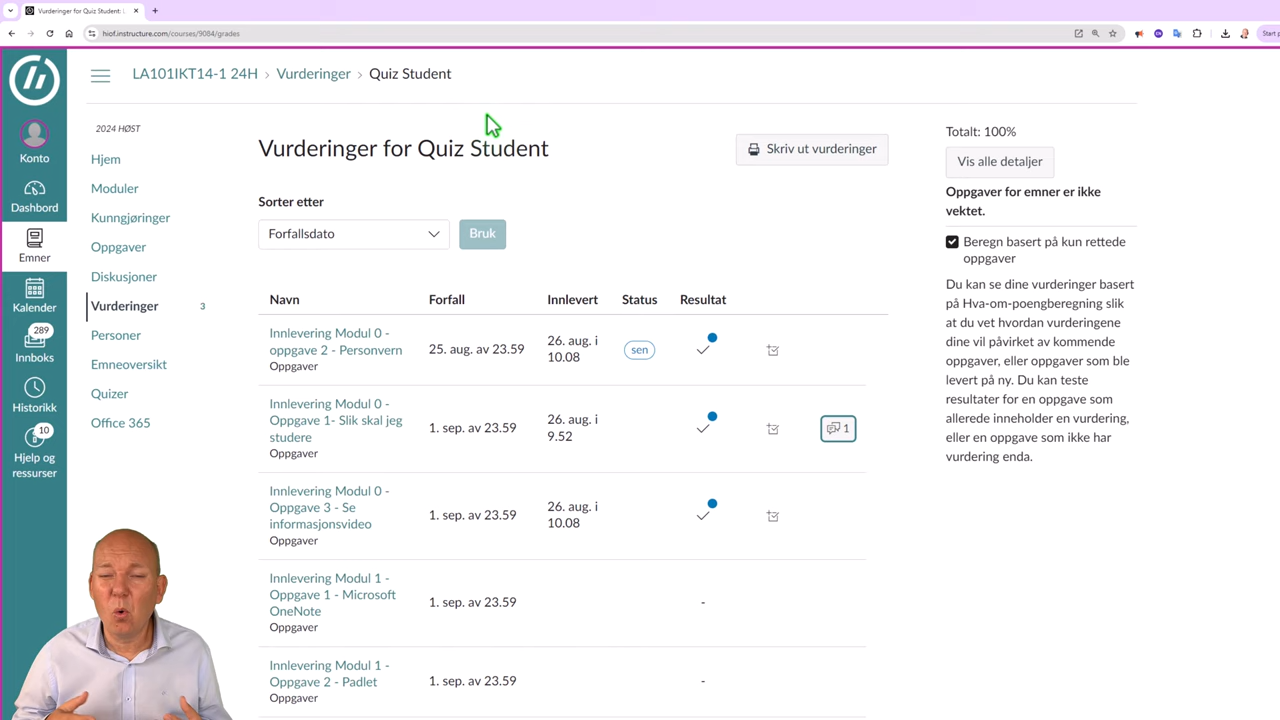 Vurderinger for Quiz Student: L
hiof.instructure.com/courses/9084/grades
Start p
LA101IKT14-1 24H › Vurderinger › Quiz Student
Konto
Dashbord
Emner
Kalender
289
Innboks
Historikk
10
Hjelp og
ressurser
2024 HØST
Hjem
Moduler
Kunngjøringer
Oppgaver
Diskusjoner
Vurderinger 3
Personer
Emneoversikt
Quizer
Office 365
Vurderinger for Quiz Student
Skriv ut vurderinger
Sorter etter
Forfallsdato
Bruk
Navn Forfall Innlevert Status Resultat
Innlevering Modul 0 -
oppgave 2 - Personvern
Oppgaver
25. aug. av 23.59
26. aug. i
10.08
sen
Innlevering Modul 0 -
Oppgave 1- Slik skal jeg
studere
Oppgaver
1. sep. av 23.59
26. aug. i
9.52
1
Innlevering Modul 0 -
Oppgave 3 - Se
informasjonsvideo
Oppgaver
1. sep. av 23.59
26. aug. i
10.08
Innlevering Modul 1 -
Oppgave 1 - Microsoft
OneNote
Oppgaver
1. sep. av 23.59
-
Innlevering Modul 1 -
Oppgave 2 - Padlet
Oppgaver
1. sep. av 23.59
-
Totalt: 100%
Vis alle detaljer
Oppgaver for emner er ikke
vektet.
Beregn basert på kun rettede
oppgaver
Du kan se dine vurderinger basert
på Hva-om-poengberegning slik
at du vet hvordan vurderingene
dine vil påvirket av kommende
oppgaver, eller oppgaver som ble
levert på ny. Du kan teste
resultater for en oppgave som
allerede inneholder en vurdering,
eller en oppgave som ikke har
vurdering enda.